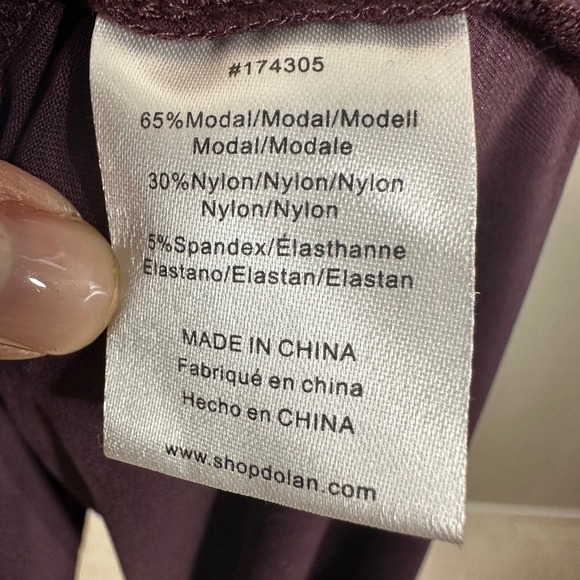 #174305
65%Modal/Modal/Modell
Modal/Modale
30%Nylon/Nylon/Nylon
Nylon/Nylon
5%Spandex/Élasthanne
Elastano/Elastan/Elastan
MADE IN CHINA
Fabriqué en china
Hecho en CHINA
www.shopdolan.com